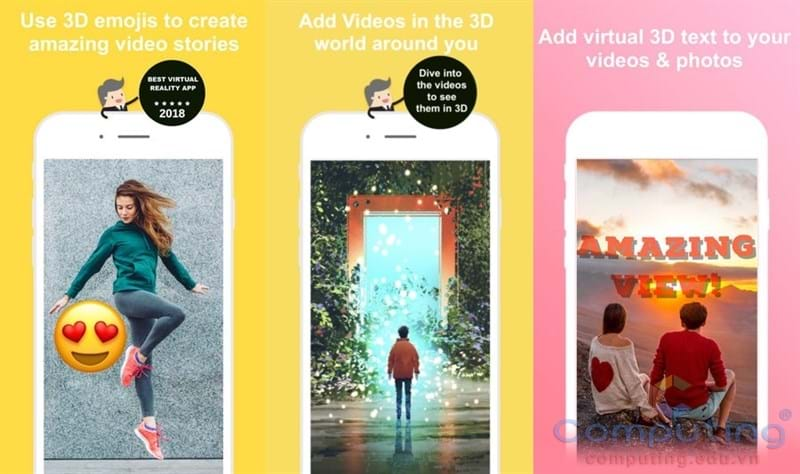 Use 3D emojis to create
amazing video stories
BEST VIRTUAL
REALITY APP
★★★★★
2018
Add Videos in the 3D
world around you
Dive into
the videos
to see
them in 3D
Add virtual 3D text to your
videos & photos
AMAZING
VIEW!
Computing®
computing.edu.vn